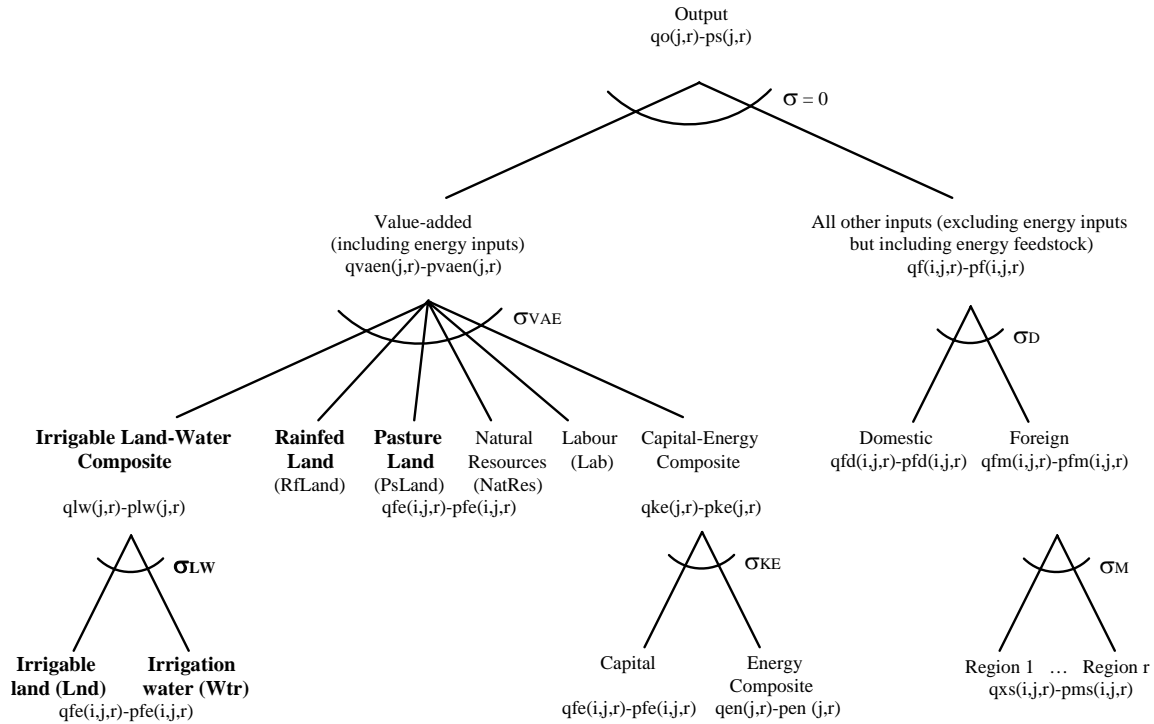 Output
qo(j,r)-ps(j,r)
σ = 0
Value-added
(including energy inputs)
qvaen(j,r)-pvaen(j,r)
All other inputs (excluding energy inputs
but including energy feedstock)
qf(i,j,r)-pf(i,j,r)
σVAE
σD
Irrigable Land-Water
Composite
qlw(j,r)-plw(j,r)
Rainfed
Land
(RfLand)
Pasture
Land
(PsLand)
Natural
Resources
(NatRes)
qfe(i,j,r)-pfe(i,j,r)
Labour
(Lab)
Capital-Energy
Composite
qke(j,r)-pke(j,r)
Domestic
qfd(i,j,r)-pfd(i,j,r)
Foreign
qfm(i,j,r)-pfm(i,j,r)
σLW
σKE
σM
Irrigable
land (Lnd)
Irrigation
water (Wtr)
qfe(i,j,r)-pfe(i,j,r)
Capital
qfe(i,j,r)-pfe(i,j,r)
Energy
Composite
qen(j,r)-pen (j,r)
Region 1 … Region r
qxs(i,j,r)-pms(i,j,r)